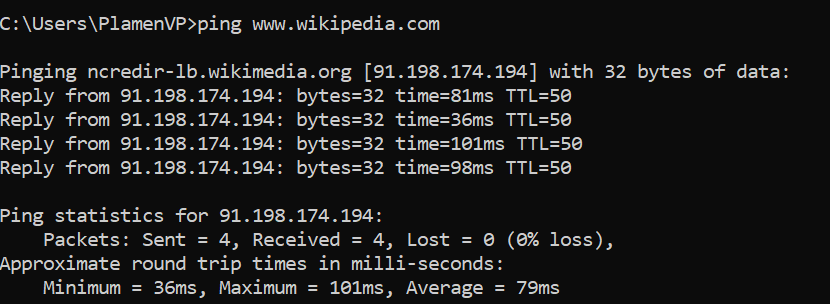 C:\Users\PlamenVP>ping www.wikipedia.com
Pinging ncredir-lb.wikimedia.org [91.198.174.194] with 32 bytes of data:
Reply from 91.198.174.194: bytes=32 time=81ms TTL=50
Reply from 91.198.174.194: bytes=32 time=36ms TTL=50
Reply from 91.198.174.194: bytes=32 time=101ms TTL=50
Reply from 91.198.174.194: bytes=32 time=98ms TTL=50
Ping statistics for 91.198.174.194:
    Packets: Sent = 4, Received = 4, Lost = 0 (0% loss),
Approximate round trip times in milli-seconds:
    Minimum = 36ms, Maximum = 101ms, Average = 79ms